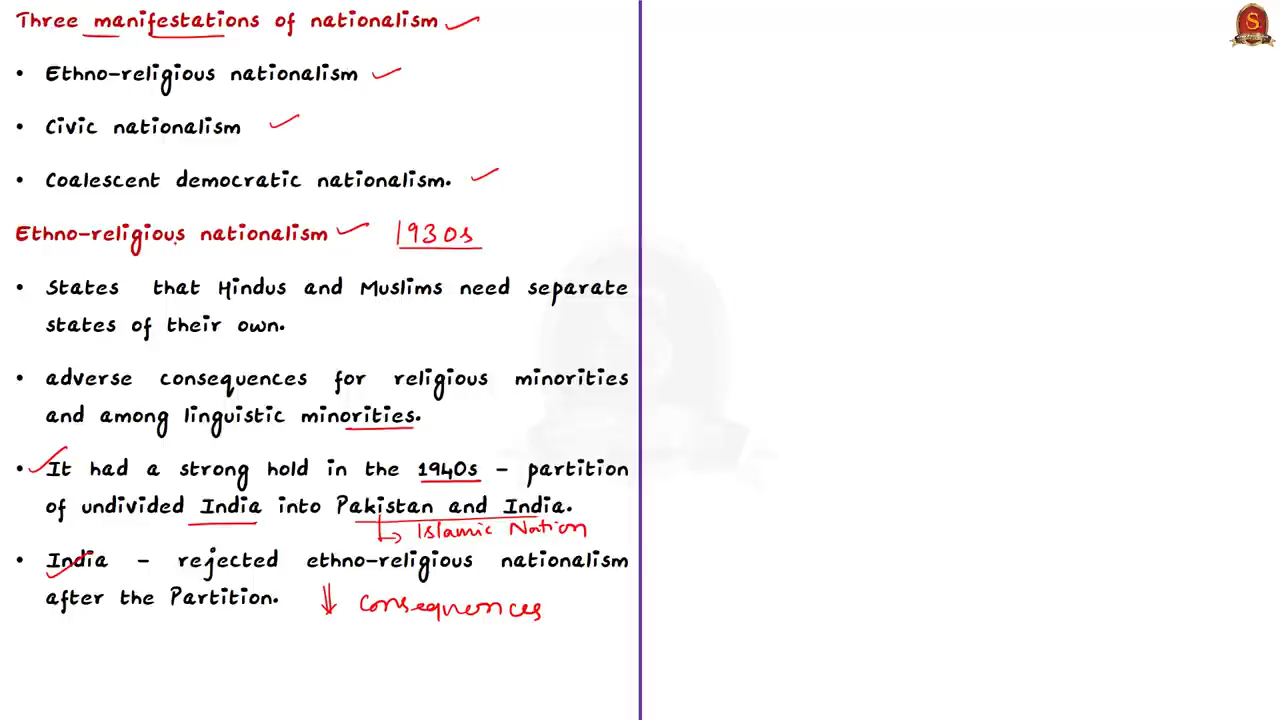 Three manifestations of nationalism
• Ethno-religious nationalism
• Civic nationalism
• Coalescent democratic nationalism.
Ethno-religious nationalism 1930s
• States that Hindus and Muslims need separate
states of their own.
• adverse consequences for religious minorities
and among linguistic minorities.
• It had a strong hold in the 1940s - partition
of undivided India into Pakistan and India.
Islamic Nation
• India - rejected ethno-religious nationalism
after the Partition.
Consequences